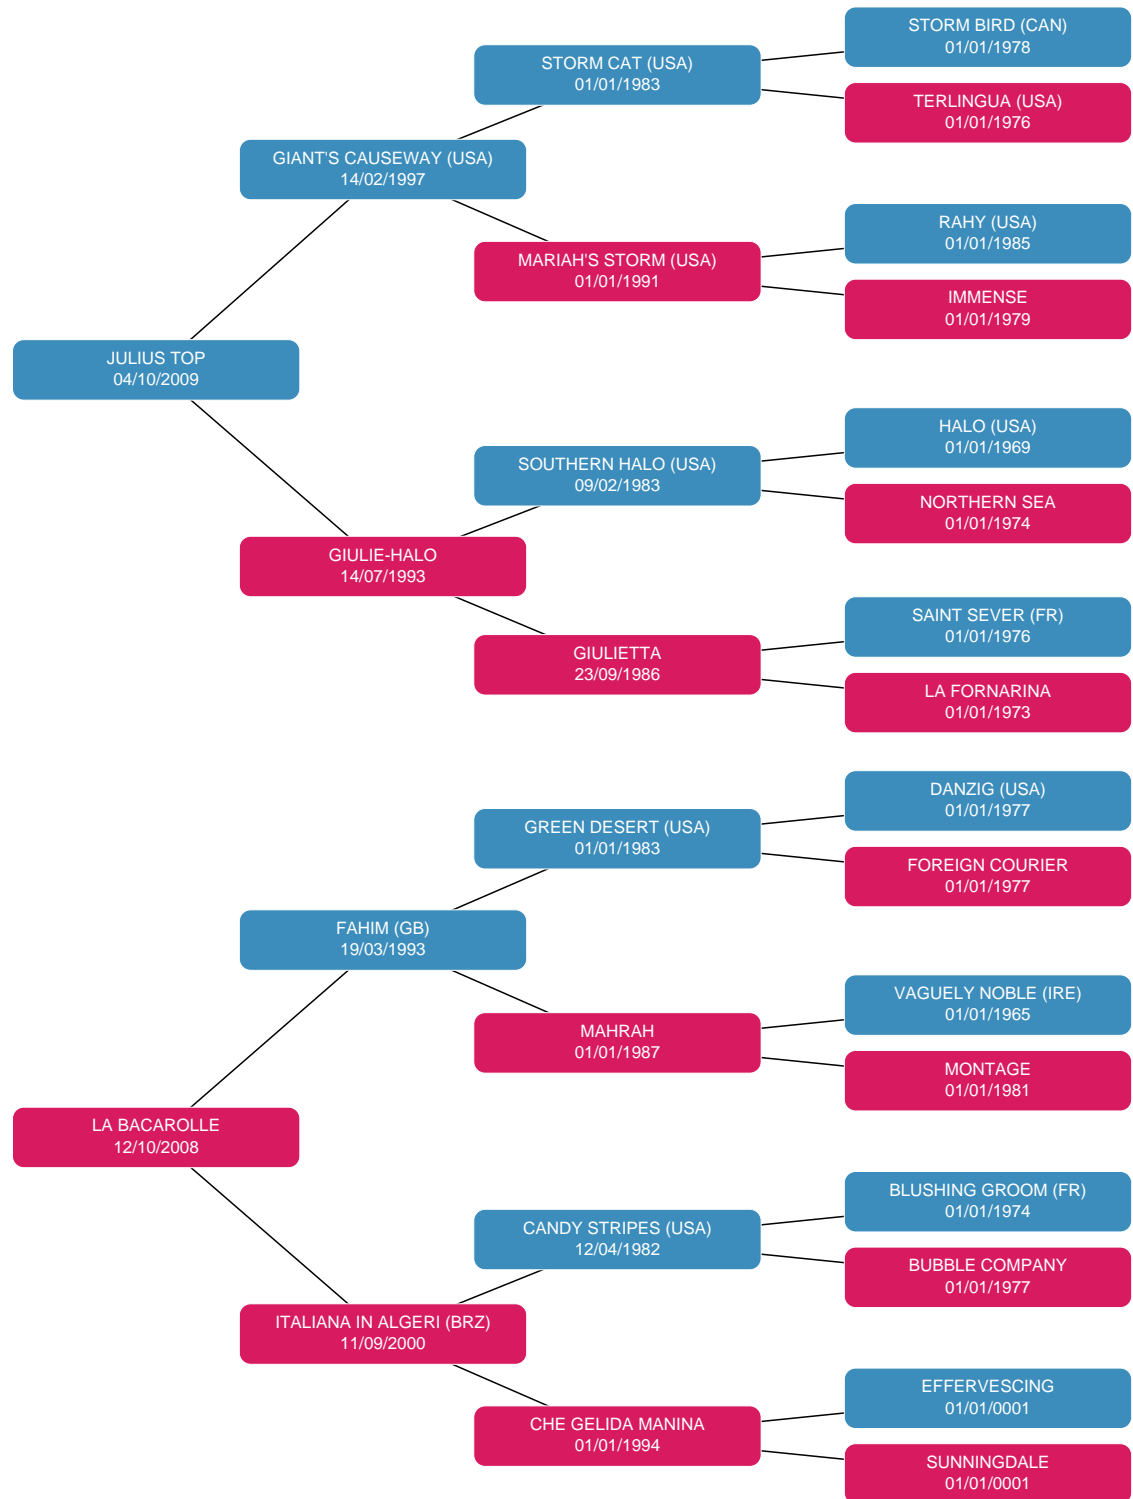 STORM BIRD (CAN)
01/01/1978
STORM CAT (USA)
01/01/1983
TERLINGUA (USA)
01/01/1976
GIANT'S CAUSEWAY (USA)
14/02/1997
RAHY (USA)
01/01/1985
MARIAH'S STORM (USA)
01/01/1991
IMMENSE
01/01/1979
JULIUS TOP
04/10/2009
HALO (USA)
01/01/1969
SOUTHERN HALO (USA)
09/02/1983
NORTHERN SEA
01/01/1974
GIULIE-HALO
14/07/1993
SAINT SEVER (FR)
01/01/1976
GIULIETTA
23/09/1986
LA FORNARINA
01/01/1973
DANZIG (USA)
01/01/1977
GREEN DESERT (USA)
01/01/1983
FOREIGN COURIER
01/01/1977
FAHIM (GB)
19/03/1993
VAGUELY NOBLE (IRE)
01/01/1965
MAHRAH
01/01/1987
MONTAGE
01/01/1981
LA BACAROLLE
12/10/2008
BLUSHING GROOM (FR)
01/01/1974
CANDY STRIPES (USA)
12/04/1982
BUBBLE COMPANY
01/01/1977
ITALIANA IN ALGERI (BRZ)
11/09/2000
EFFERVESCING
01/01/0001
CHE GELIDA MANINA
01/01/1994
SUNNINGDALE
01/01/0001